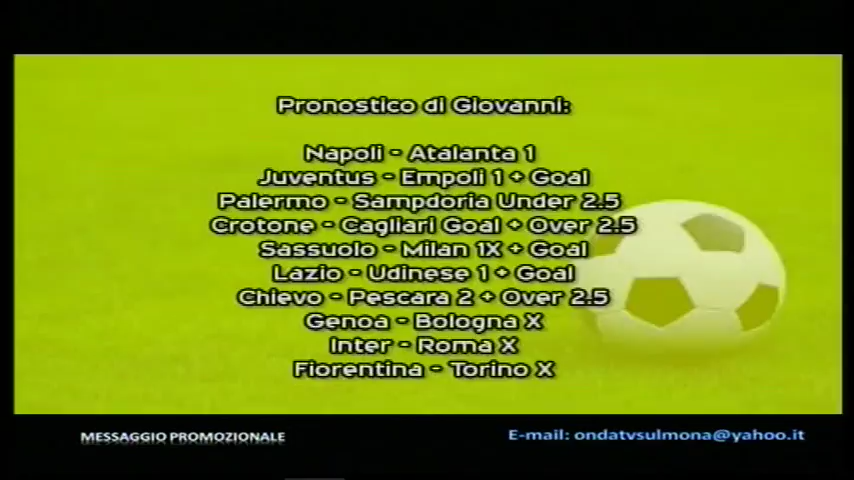 Pronostico di Giovanni:
Napoli - Atalanta 1
Juventus - Empoli 1 + Goal
Palermo - Sampdoria Under 2.5
Crotone - Cagliari Goal + Over 2.5
Sassuolo - Milan 1X + Goal
Lazio - Udinese 1 + Goal
Chievo - Pescara 2 + Over 2.5
Genoa - Bologna X
Inter - Roma X
Fiorentina - Torino X
MESSAGGIO PROMOZIONALE
E-mail: ondatvsulmona@yahoo.it